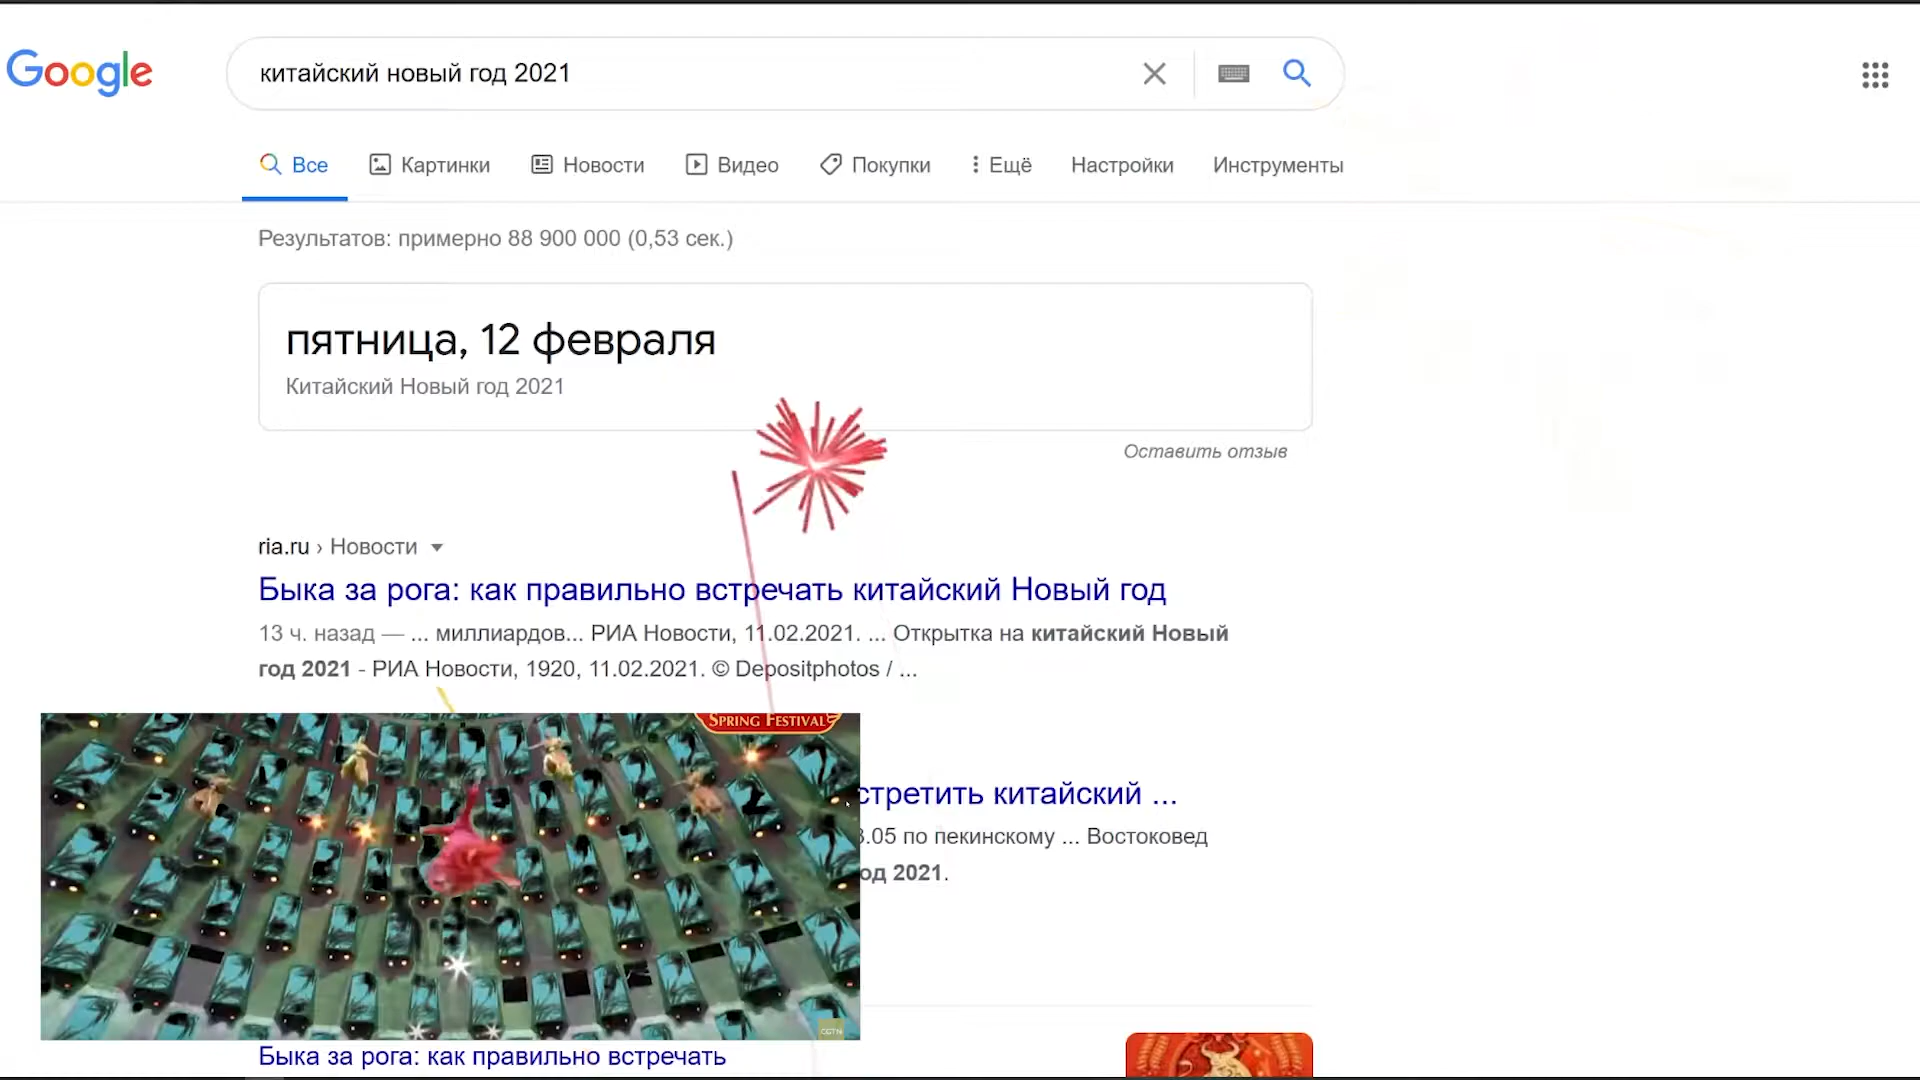 Google
китайский новый год 2021
Все
Картинки
Новости
Видео
Покупки
Ещё
Настройки
Инструменты
Результатов: примерно 88 900 000 (0,53 сек.)
пятница, 12 февраля
Китайский Новый год 2021
Оставить отзыв
ria.ru › Новости
Быка за рога: как правильно встречать китайский Новый год
13 ч. назад — ... миллиардов... РИА Новости, 11.02.2021. ... Открытка на китайский Новый
год 2021 - РИА Новости, 1920, 11.02.2021. © Depositphotos / ...
SPRING FESTIVAL
стретить китайский ...
.05 по пекинскому ... Востоковед
од 2021.
CGTN
Быка за рога: как правильно встречать